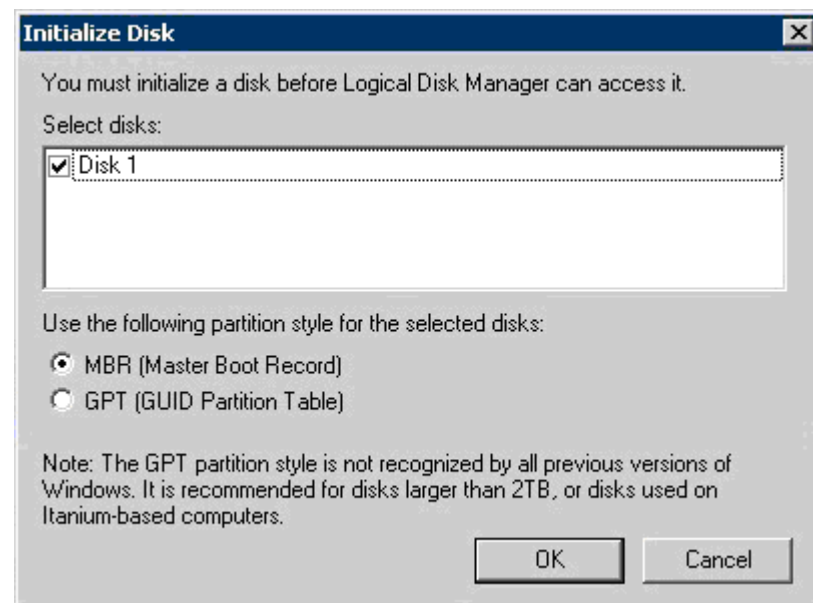 Initialize Disk
You must initialize a disk before Logical Disk Manager can access it.
Select disks:
Disk 1
Use the following partition style for the selected disks:
MBR (Master Boot Record)
GPT (GUID Partition Table)
Note: The GPT partition style is not recognized by all previous versions of
Windows. It is recommended for disks larger than 2TB, or disks used on
Itanium-based computers.
OK Cancel